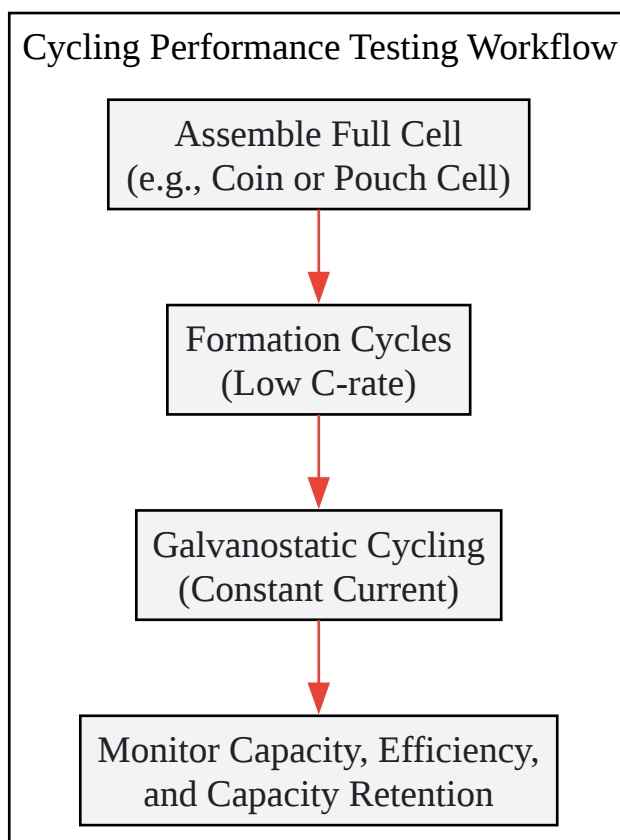 Cycling Performance Testing Workflow
Assemble Full Cell
(e.g., Coin or Pouch Cell)
Formation Cycles
(Low C-rate)
Galvanostatic Cycling
(Constant Current)
Monitor Capacity, Efficiency,
and Capacity Retention